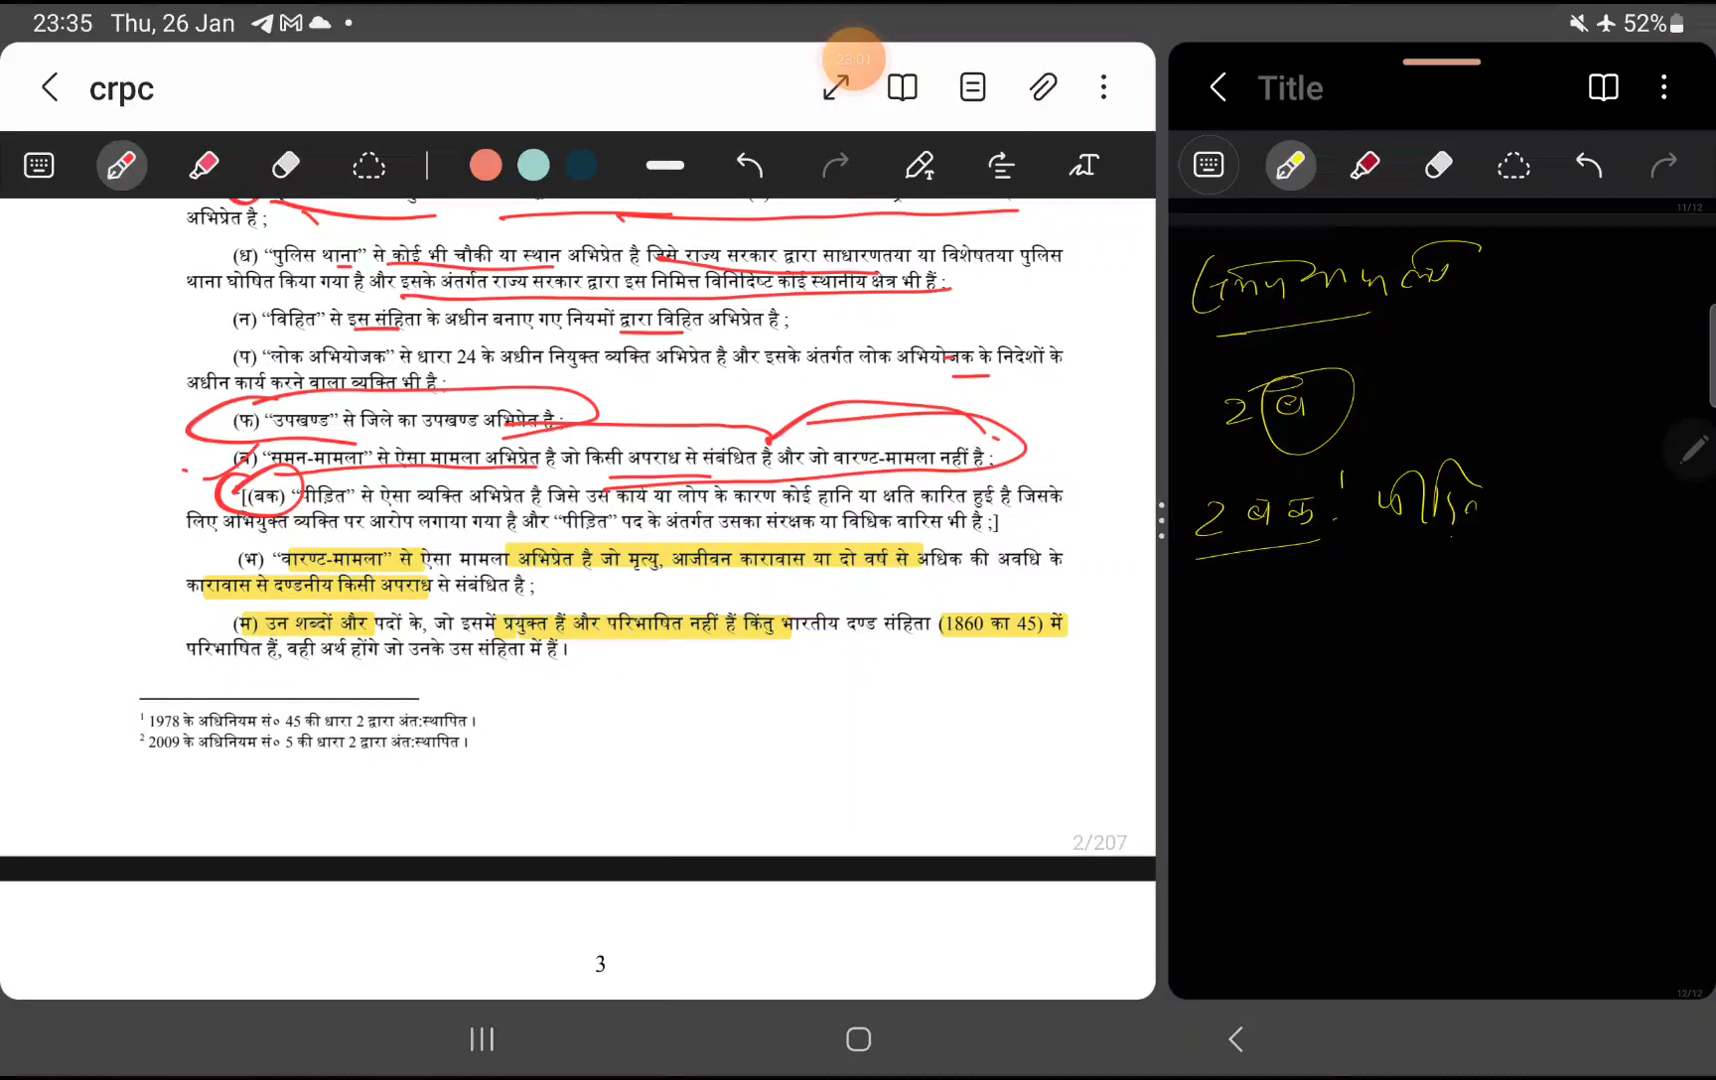 23:35 Thu, 26 Jan
52%
23:01
crpc
Title
11/12
अभिप्रेत है ;
(ध) “पुलिस थाना” से कोई भी चौकी या स्थान अभिप्रेत है जिसे राज्य सरकार द्वारा साधारणतया या विशेषतया पुलिस
थाना घोषित किया गया है और इसके अंतर्गत राज्य सरकार द्वारा इस निमित्त विनिर्दिष्ट कोई स्थानीय क्षेत्र भी हैं ;
(न) “विहित” से इस संहिता के अधीन बनाए गए नियमों द्वारा विहित अभिप्रेत है ;
(प) “लोक अभियोजक” से धारा 24 के अधीन नियुक्त व्यक्ति अभिप्रेत है और इसके अंतर्गत लोक अभियोजक के निदेशों के
अधीन कार्य करने वाला व्यक्ति भी है ;
(फ) “उपखण्ड” से जिले का उपखण्ड अभिप्रेत है ;
(ब) “समन-मामला” से ऐसा मामला अभिप्रेत है जो किसी अपराध से संबंधित है और जो वारण्ट-मामला नहीं है ;
[(बक) “पीड़ित” से ऐसा व्यक्ति अभिप्रेत है जिसे उस कार्य या लोप के कारण कोई हानि या क्षति कारित हुई है जिसके
लिए अभियुक्त व्यक्ति पर आरोप लगाया गया है और “पीड़ित” पद के अंतर्गत उसका संरक्षक या विधिक वारिस भी है ;]
(भ) “वारण्ट-मामला” से ऐसा मामला अभिप्रेत है जो मृत्यु, आजीवन कारावास या दो वर्ष से अधिक की अवधि के
कारावास से दण्डनीय किसी अपराध से संबंधित है ;
(म) उन शब्दों और पदों के, जो इसमें प्रयुक्त हैं और परिभाषित नहीं हैं किंतु भारतीय दण्ड संहिता (1860 का 45) में
परिभाषित हैं, वही अर्थ होंगे जो उनके उस संहिता में हैं ।
1 1978 के अधिनियम सं० 45 की धारा 2 द्वारा अंत:स्थापित ।
2 2009 के अधिनियम सं० 5 की धारा 2 द्वारा अंत:स्थापित ।
2/207
3
2 ब
2 बक ! पीड़ित
12/12